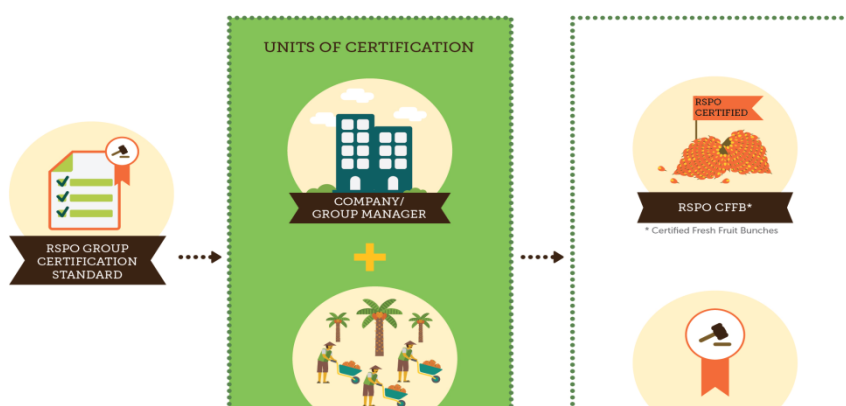 UNITS OF CERTIFICATION
RSPO
CERTIFIED
COMPANY/
GROUP MANAGER
RSPO CFFB*
* Certified Fresh Fruit Bunches
RSPO GROUP
CERTIFICATION
STANDARD